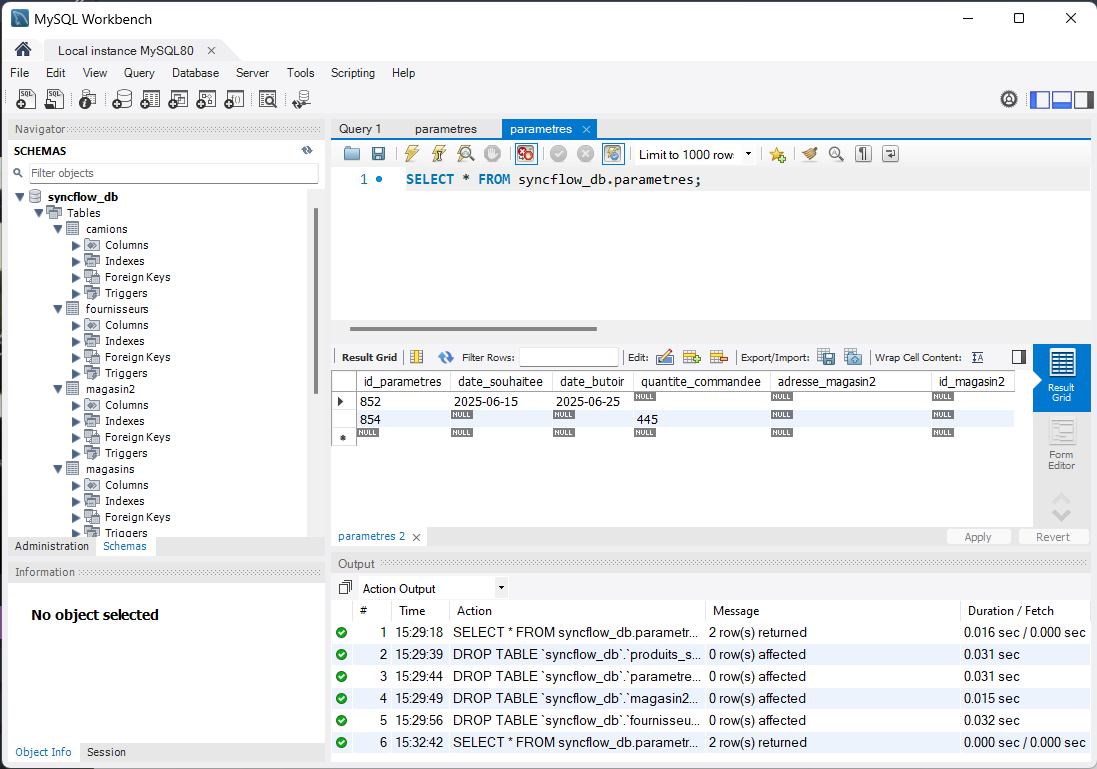 MySQL Workbench
Local instance MySQL80
File Edit View Query Database Server Tools Scripting Help
Navigator
SCHEMAS
Filter objects
syncflow_db
Tables
camions
Columns
Indexes
Foreign Keys
Triggers
fournisseurs
Columns
Indexes
Foreign Keys
Triggers
magasin2
Columns
Indexes
Foreign Keys
Triggers
magasins
Columns
Indexes
Foreign Keys
Triggers
Administration Schemas
Information
No object selected
Object Info Session
Query 1 parametres parametres
Limit to 1000 rows
1 SELECT * FROM syncflow_db.parametres;
Result Grid Filter Rows: Edit: Export/Import: Wrap Cell Content:
id_parametres date_souhaitee date_butoir quantite_commandee adresse_magasin2 id_magasin2
852 2025-06-15 2025-06-25 NULL NULL NULL
854 NULL NULL 445 NULL NULL
NULL NULL NULL NULL NULL NULL
Result
Grid
Form
Editor
parametres 2 Apply Revert
Output
Action Output
# Time Action Message Duration / Fetch
1 15:29:18 SELECT * FROM syncflow_db.parametr... 2 row(s) returned 0.016 sec / 0.000 sec
2 15:29:39 DROP TABLE `syncflow_db`.`produits_s... 0 row(s) affected 0.031 sec
3 15:29:44 DROP TABLE `syncflow_db`.`parametre... 0 row(s) affected 0.031 sec
4 15:29:49 DROP TABLE `syncflow_db`.`magasin2... 0 row(s) affected 0.015 sec
5 15:29:56 DROP TABLE `syncflow_db`.`fournisseu... 0 row(s) affected 0.032 sec
6 15:32:42 SELECT * FROM syncflow_db.parametr... 2 row(s) returned 0.000 sec / 0.000 sec